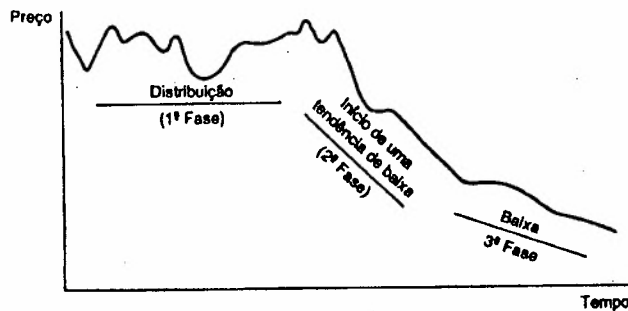 Preço
Distribuição
(1ª Fase)
Início de uma
tendência de baixa
(2ª Fase)
Baixa
3ª Fase
Tempo